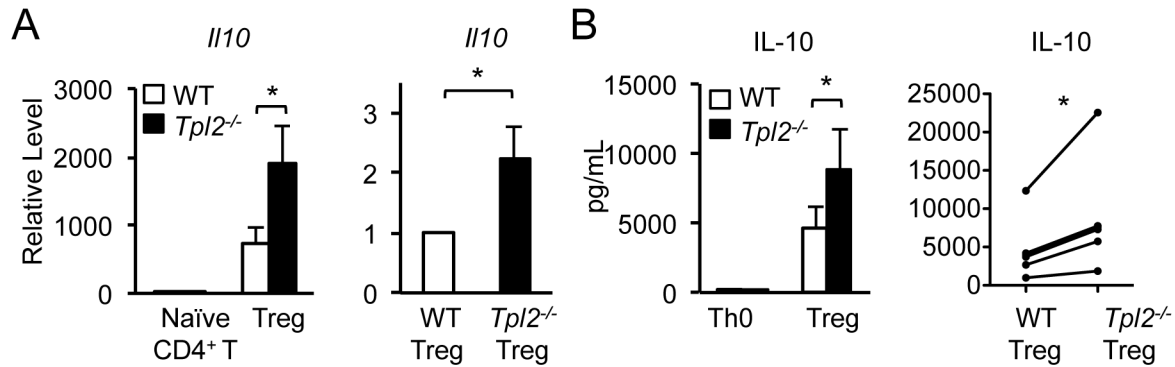 A
Il10
Relative Level
3000
2000
1000
0
WT
Tpl2-/-
*
Naïve
CD4+ T
Treg
Il10
3
2
1
0
*
WT
Treg
Tpl2-/-
Treg
B
IL-10
pg/mL
15000
10000
5000
0
WT
Tpl2-/-
*
Th0
Treg
IL-10
25000
20000
15000
10000
5000
0
*
WT
Treg
Tpl2-/-
Treg